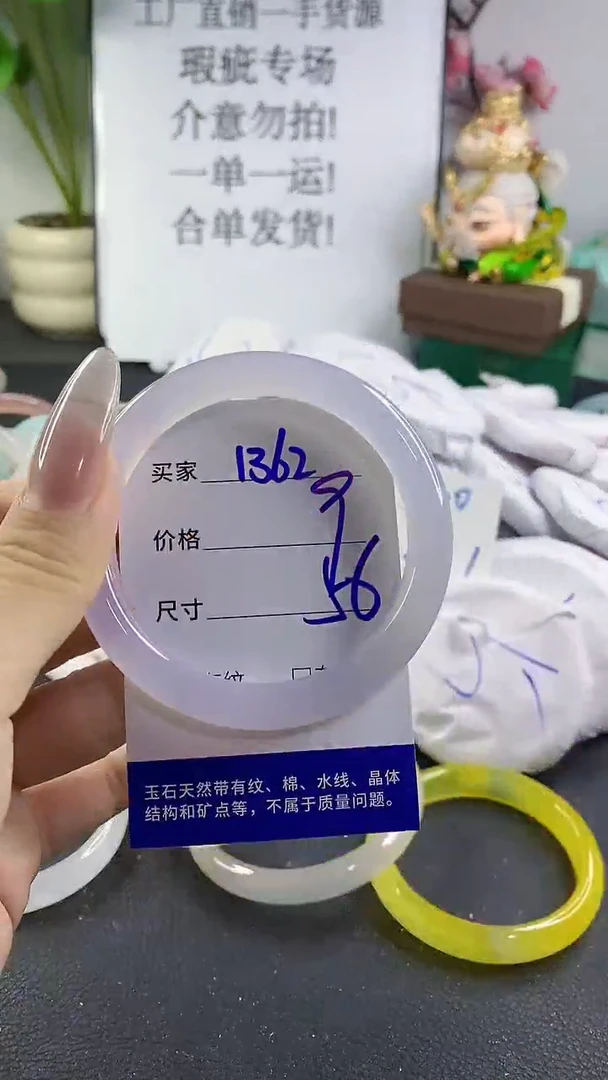 工厂直销一手货源
瑕疵专场
介意勿拍!
一单一运!
合单发货!
买家 1362
价格
尺寸 56
玉石天然带有纹、棉、水线、晶体
结构和矿点等，不属于质量问题。